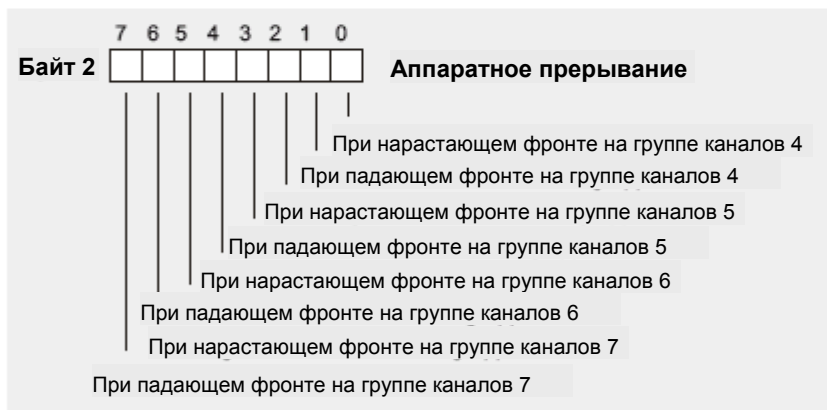 7 6 5 4 3 2 1 0
Байт 2 Аппаратное прерывание
При нарастающем фронте на группе каналов 4
При падающем фронте на группе каналов 4
При нарастающем фронте на группе каналов 5
При падающем фронте на группе каналов 5
При нарастающем фронте на группе каналов 6
При падающем фронте на группе каналов 6
При нарастающем фронте на группе каналов 7
При падающем фронте на группе каналов 7